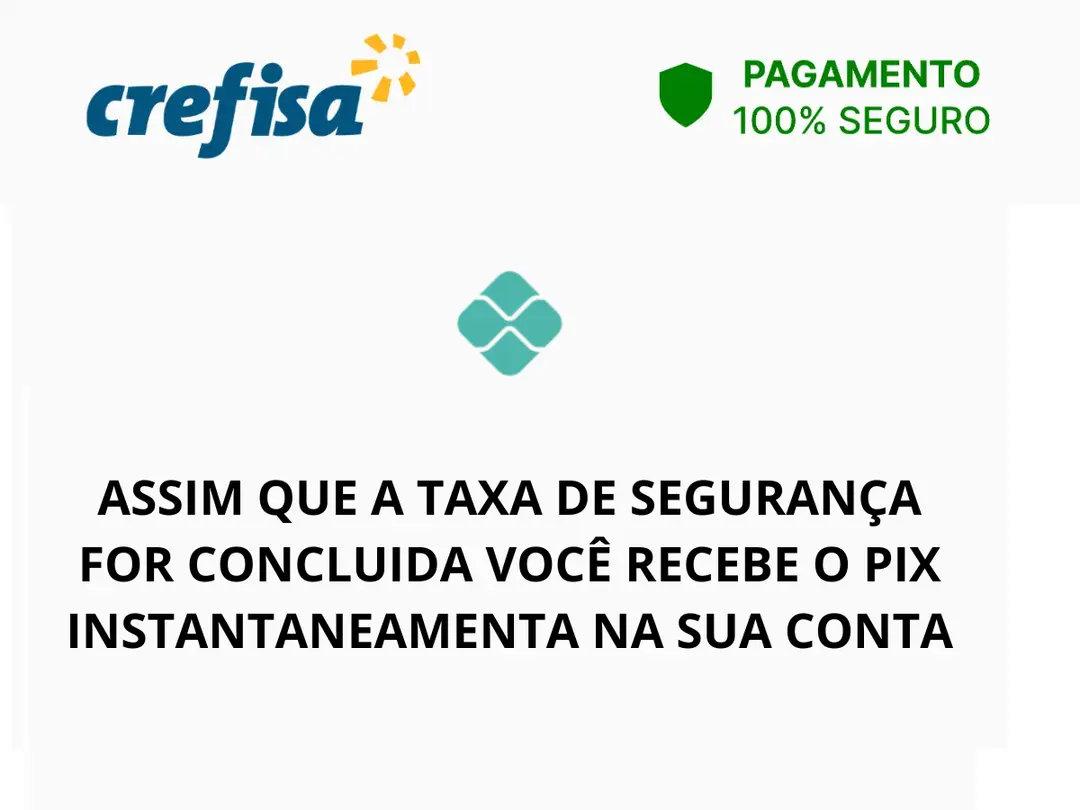 crefisa
PAGAMENTO
100% SEGURO
ASSIM QUE A TAXA DE SEGURANÇA
FOR CONCLUIDA VOCÊ RECEBE O PIX
INSTANTANEAMENTA NA SUA CONTA